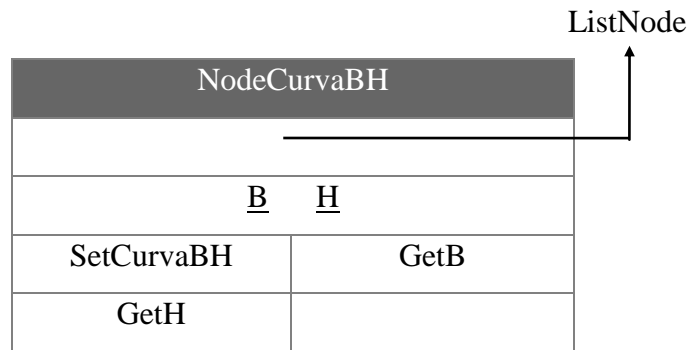 ListNode
NodeCurvaBH
B H
SetCurvaBH GetB
GetH